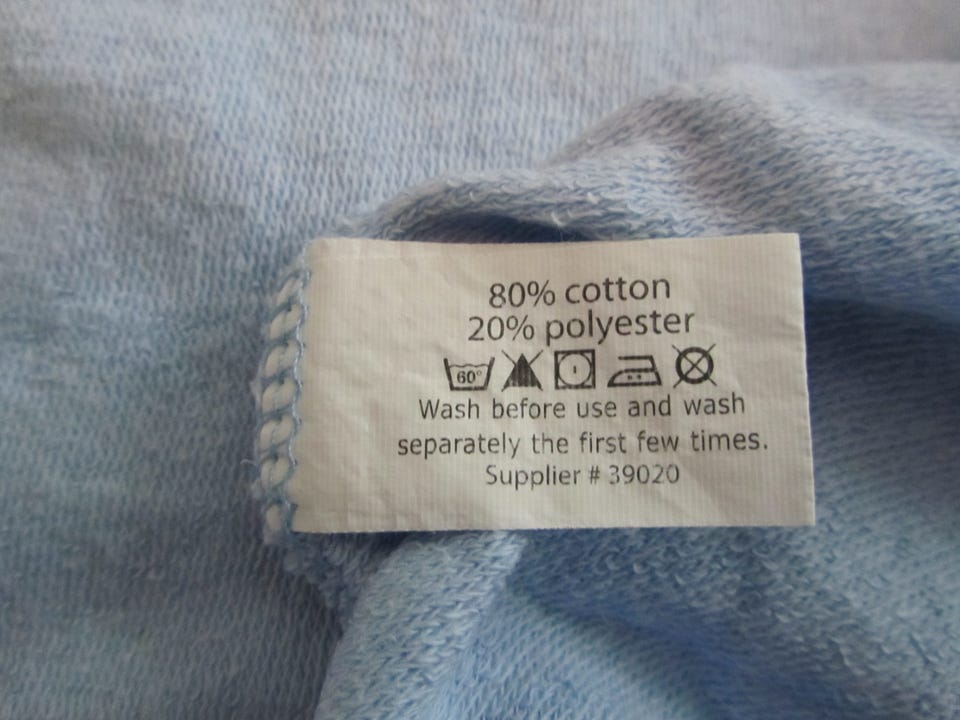 80% cotton
20% polyester
60°
Wash before use and wash
separately the first few times.
Supplier # 39020